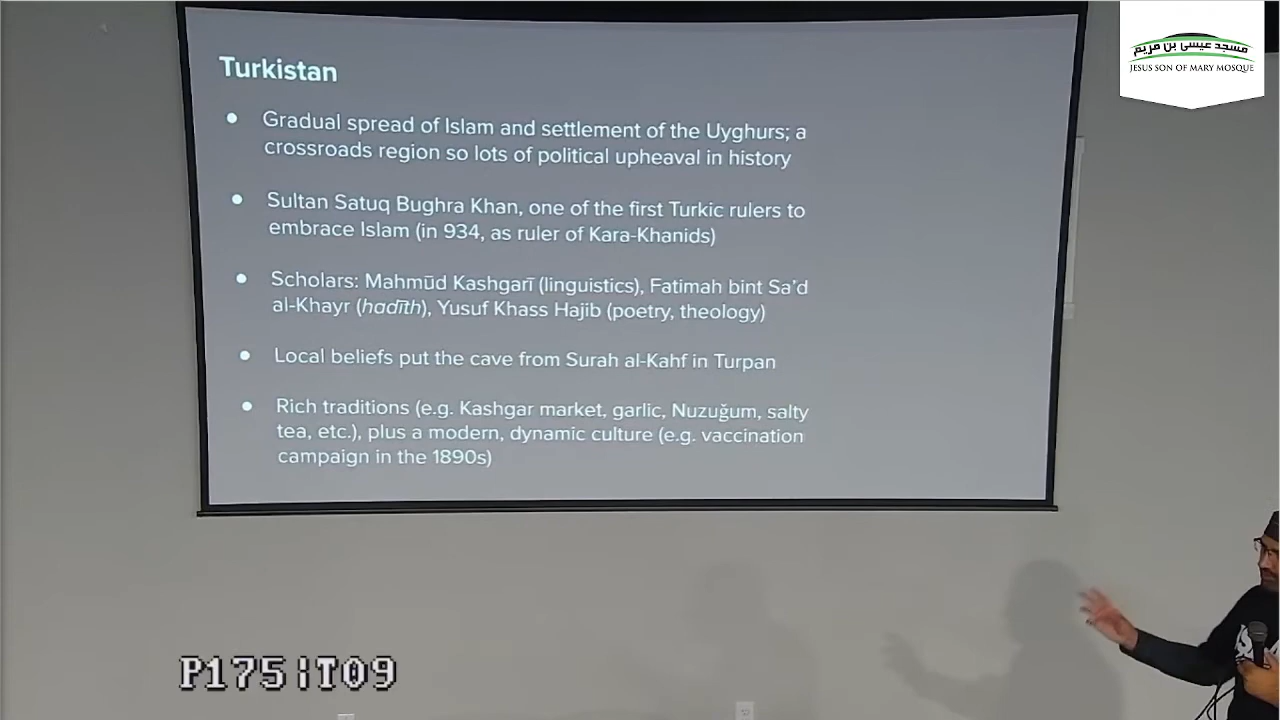 مسجد عيسى بن مريم
JESUS SON OF MARY MOSQUE
Turkistan
● Gradual spread of Islam and settlement of the Uyghurs; a
crossroads region so lots of political upheaval in history
● Sultan Satuq Bughra Khan, one of the first Turkic rulers to
embrace Islam (in 934, as ruler of Kara-Khanids)
● Scholars: Mahmūd Kashgarī (linguistics), Fatimah bint Sa’d
al-Khayr (hadīth), Yusuf Khass Hajib (poetry, theology)
● Local beliefs put the cave from Surah al-Kahf in Turpan
● Rich traditions (e.g. Kashgar market, garlic, Nuzuğum, salty
tea, etc.), plus a modern, dynamic culture (e.g. vaccination
campaign in the 1890s)
P175:T09